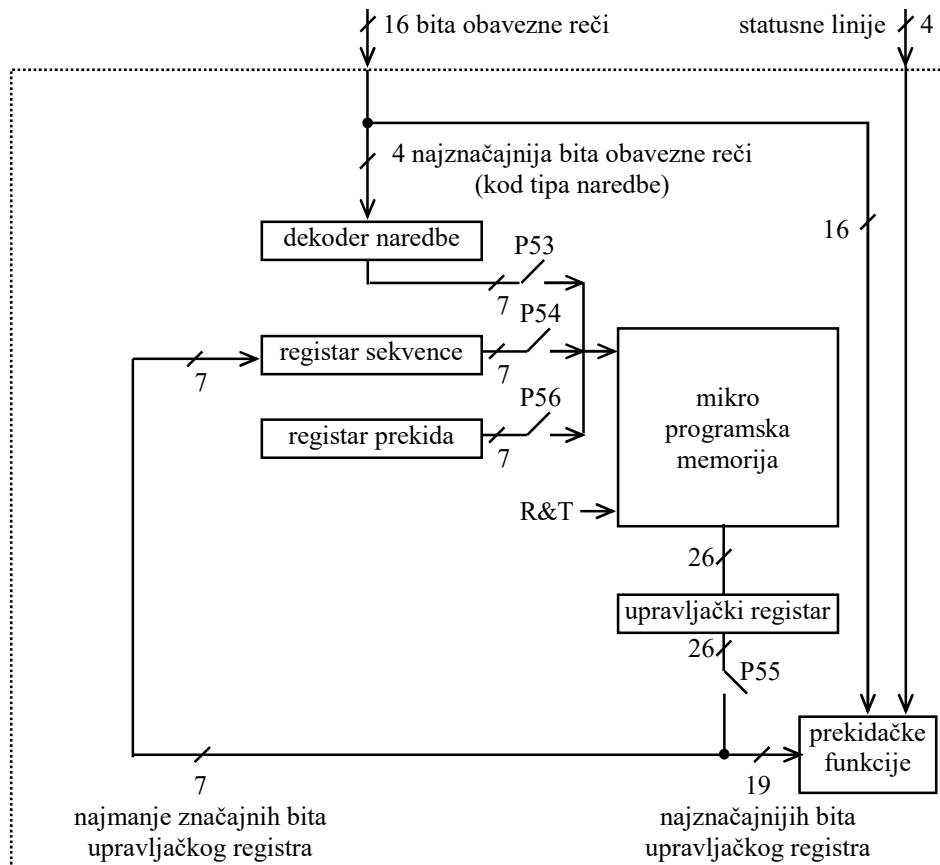 16 bita obavezne reči
statusne linije
4
4 najznačajnija bita obavezne reči
(kod tipa naredbe)
16
dekoder naredbe
P53
7
P54
registar sekvence
7
7
P56
registar prekida
7
mikro
programska
memorija
R&T
26
upravljački registar
26
P55
prekidačke
funkcije
7
19
najmanje značajnih bita
upravljačkog registra
najznačajnijih bita
upravljačkog registra